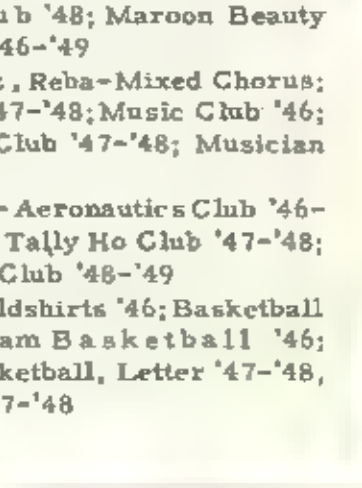 ub '48; Maroon Beauty
46-'49
, Reba-Mixed Chorus;
47-'48; Music Club '46;
Club '47-'48; Musician
- Aeronautics Club '46-
Tally Ho Club '47-'48;
Club '48-'49
ldshirts '46; Basketball
am Basketball '46;
ketball, Letter '47-'48,
7-'48